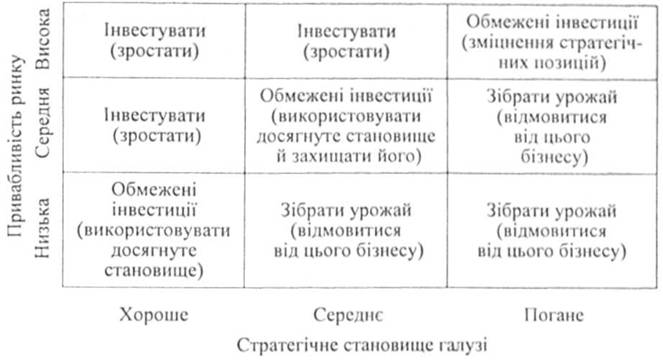 Привабливість ринку
Висока
Інвестувати
(зростати)
Інвестувати
(зростати)
Обмежені інвестиції
(зміцнення стратегіч-
них позицій)
Середня
Інвестувати
(зростати)
Обмежені інвестиції
(використовувати
досягнуте становище
й захищати його)
Зібрати урожай
(відмовитися
від цього
бізнесу)
Низька
Обмежені
інвестиції
(використовувати
досягнуте
становище)
Зібрати урожай
(відмовитися
від цього бізнесу)
Зібрати урожай
(відмовитися
від цього бізнесу)
Хороше
Середнє
Погане
Стратегічне становище галузі